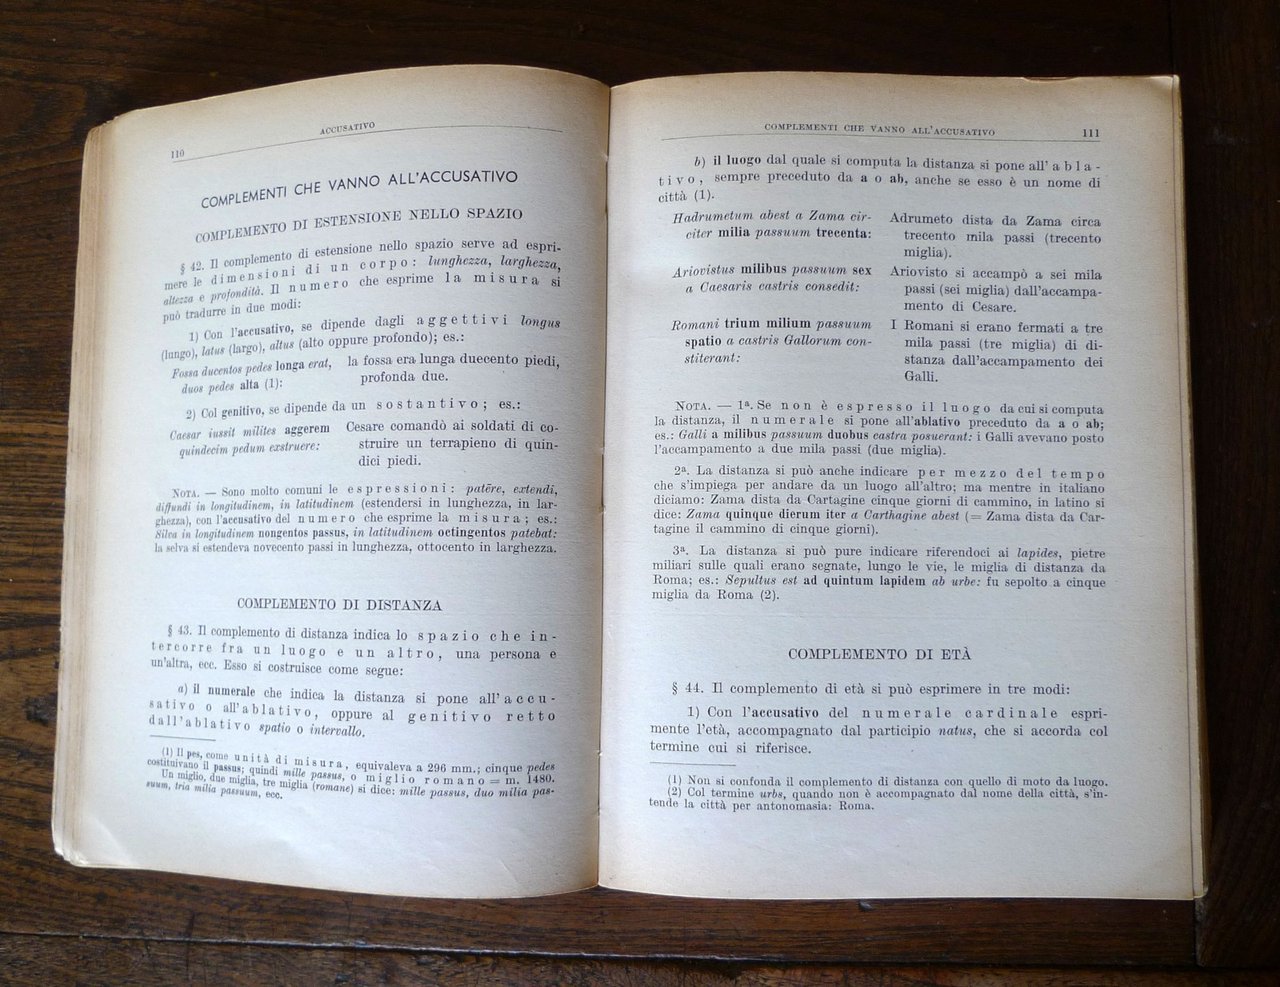 110
ACCUSATIVO
COMPLEMENTI CHE VANNO ALL'ACCUSATIVO
COMPLEMENTO DI ESTENSIONE NELLO SPAZIO
§ 42. Il complemento di estensione nello spazio serve ad espri-
mere le dimensioni di un corpo: lunghezza, larghezza,
altezza e profondità. Il numero che esprime la misura si
può tradurre in due modi:
1) Con l'accusativo, se dipende dagli aggettivi longus
(lungo), latus (largo), altus (alto oppure profondo); es.:
Fossa ducentos pedes longa erat,
duos pedes alta (1):
la fossa era lunga duecento piedi,
profonda due.
2) Col genitivo, se dipende da un sostantivo; es.:
Caesar iussit milites aggerem
quindecim pedum exstruere:
Cesare comandò ai soldati di co-
struire un terrapieno di quin-
dici piedi.
NOTA. — Sono molto comuni le espressioni: patēre, extendi,
diffundi in longitudinem, in latitudinem (estendersi in lunghezza, in lar-
ghezza), con l'accusativo del numero che esprime la misura; es.:
Silva in longitudinem nongentos passus, in latitudinem octingentos patebat:
la selva si estendeva novecento passi in lunghezza, ottocento in larghezza.
COMPLEMENTO DI DISTANZA
§ 43. Il complemento di distanza indica lo spazio che in-
tercorre fra un luogo e un altro, una persona e
un'altra, ecc. Esso si costruisce come segue:
a) il numerale che indica la distanza si pone all'accu-
sativo o all'ablativo, oppure al genitivo retto
dall'ablativo spatio o intervallo.
(1) Il pes, come unità di misura, equivaleva a 296 mm.; cinque pedes
costituivano il passus; quindi mille passus, o miglio romano = m. 1480.
Un miglio, due miglia, tre miglia (romane) si dice: mille passus, duo milia pas-
suum, tria milia passuum, ecc.
COMPLEMENTI CHE VANNO ALL'ACCUSATIVO
111
b) il luogo dal quale si computa la distanza si pone all'abla-
tivo, sempre preceduto da a o ab, anche se esso è un nome di
città (1).
Hadrumetum abest a Zama cir-
citer milia passuum trecenta:
Adrumeto dista da Zama circa
trecento mila passi (trecento
miglia).
Ariovistus milibus passuum sex
a Caesaris castris consedit:
Ariovisto si accampò a sei mila
passi (sei miglia) dall'accampa-
mento di Cesare.
Romani trium milium passuum
spatio a castris Gallorum con-
stiterant:
I Romani si erano fermati a tre
mila passi (tre miglia) di di-
stanza dall'accampamento dei
Galli.
NOTA. — 1ª. Se non è espresso il luogo da cui si computa
la distanza, il numerale si pone all'ablativo preceduto da a o ab;
es.: Galli a milibus passuum duobus castra posuerant: i Galli avevano posto
l'accampamento a due mila passi (due miglia).
2ª. La distanza si può anche indicare per mezzo del tempo
che s'impiega per andare da un luogo all'altro; ma mentre in italiano
diciamo: Zama dista da Cartagine cinque giorni di cammino, in latino si
dice: Zama quinque dierum iter a Carthagine abest (= Zama dista da Car-
tagine il cammino di cinque giorni).
3ª. La distanza si può pure indicare riferendoci ai lapides, pietre
miliari sulle quali erano segnate, lungo le vie, le miglia di distanza da
Roma; es.: Sepultus est ad quintum lapidem ab urbe: fu sepolto a cinque
miglia da Roma (2).
COMPLEMENTO DI ETÀ
§ 44. Il complemento di età si può esprimere in tre modi:
1) Con l'accusativo del numerale cardinale espri-
mente l'età, accompagnato dal participio natus, che si accorda col
termine cui si riferisce.
(1) Non si confonda il complemento di distanza con quello di moto da luogo.
(2) Col termine urbs, quando non è accompagnato dal nome della città, s'in-
tende la città per antonomasia: Roma.